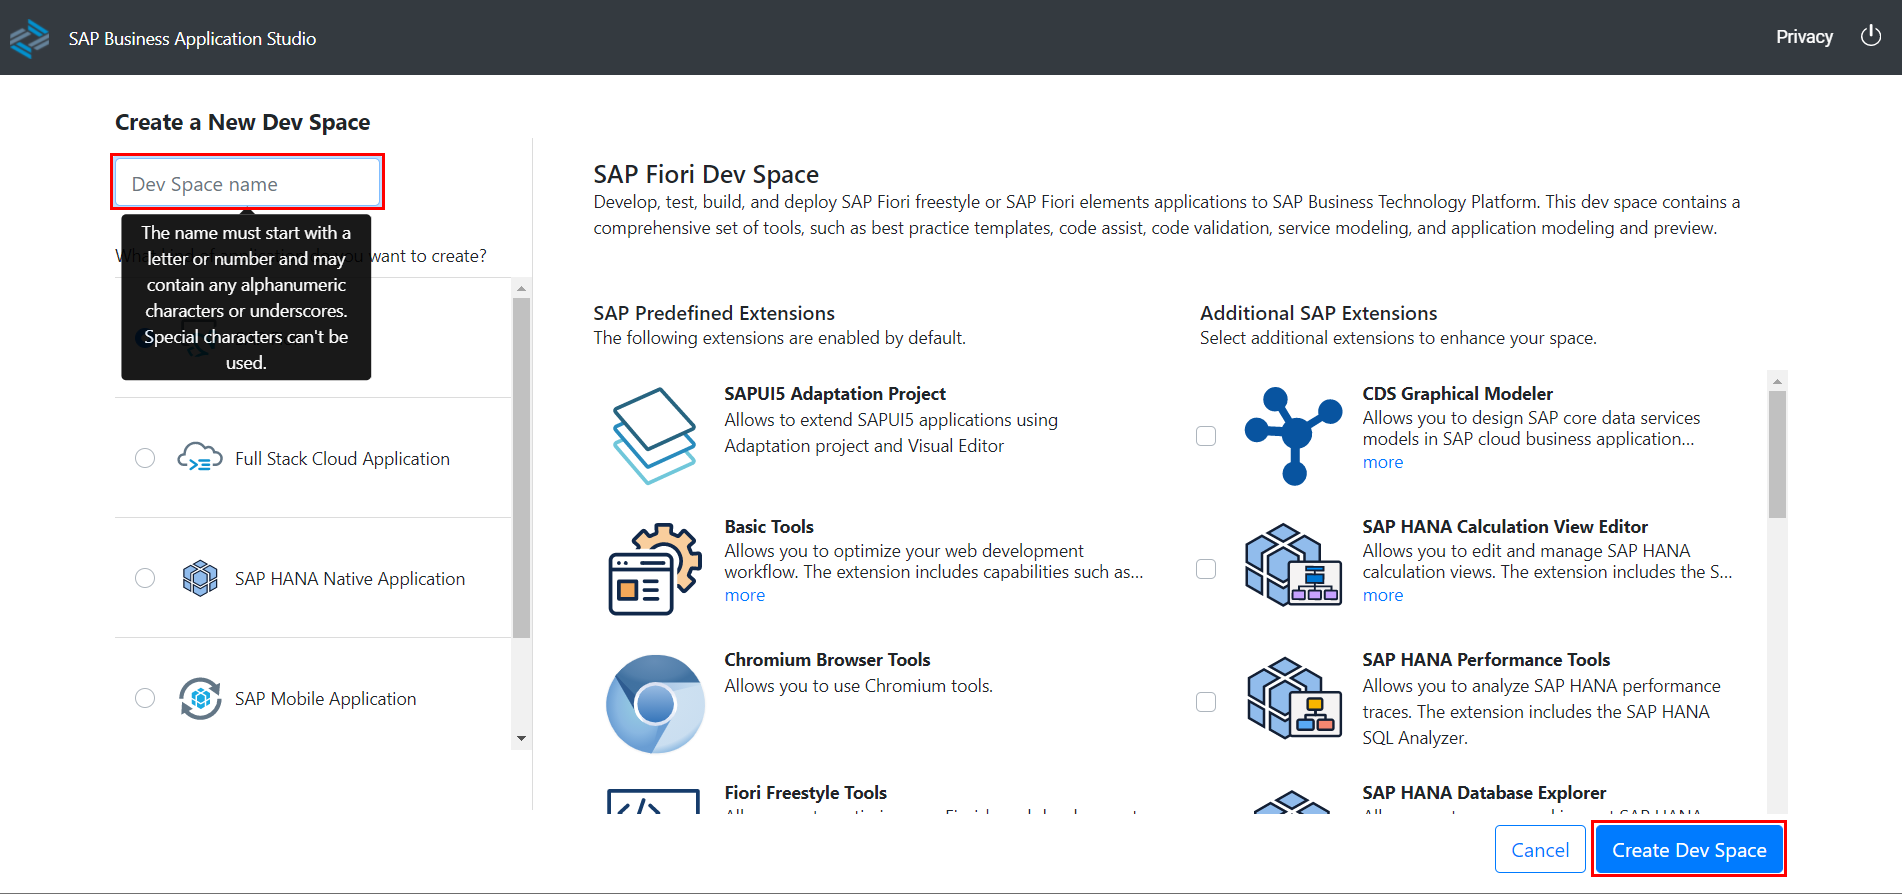 SAP Business Application Studio
Privacy
Create a New Dev Space
Dev Space name
The name must start with a
letter or number and may
contain any alphanumeric
characters or underscores.
Special characters can't be
used.
want to create?
Full Stack Cloud Application
SAP HANA Native Application
SAP Mobile Application
SAP Fiori Dev Space
Develop, test, build, and deploy SAP Fiori freestyle or SAP Fiori elements applications to SAP Business Technology Platform. This dev space contains a
comprehensive set of tools, such as best practice templates, code assist, code validation, service modeling, and application modeling and preview.
SAP Predefined Extensions
The following extensions are enabled by default.
SAPUI5 Adaptation Project
Allows to extend SAPUI5 applications using
Adaptation project and Visual Editor
Basic Tools
Allows you to optimize your web development
workflow. The extension includes capabilities such as...
more
Chromium Browser Tools
Allows you to use Chromium tools.
Fiori Freestyle Tools
Additional SAP Extensions
Select additional extensions to enhance your space.
CDS Graphical Modeler
Allows you to design SAP core data services
models in SAP cloud business application...
more
SAP HANA Calculation View Editor
Allows you to edit and manage SAP HANA
calculation views. The extension includes the S...
more
SAP HANA Performance Tools
Allows you to analyze SAP HANA performance
traces. The extension includes the SAP HANA
SQL Analyzer.
SAP HANA Database Explorer
Cancel
Create Dev Space